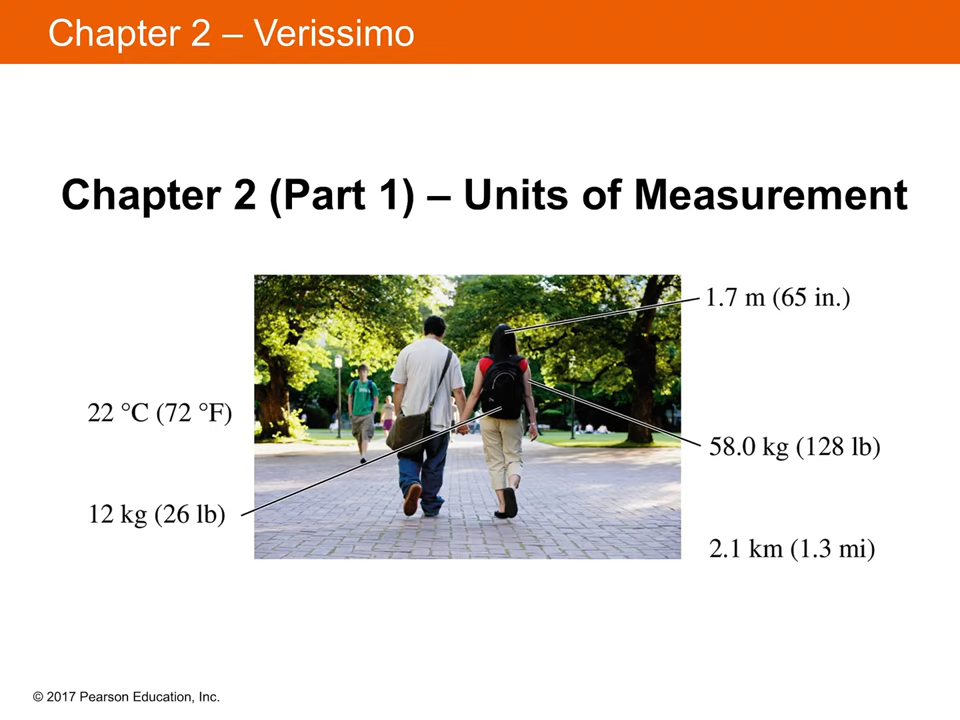 Chapter 2 – Verissimo
Chapter 2 (Part 1) – Units of Measurement
1.7 m (65 in.)
22 °C (72 °F)
58.0 kg (128 lb)
12 kg (26 lb)
2.1 km (1.3 mi)
© 2017 Pearson Education, Inc.